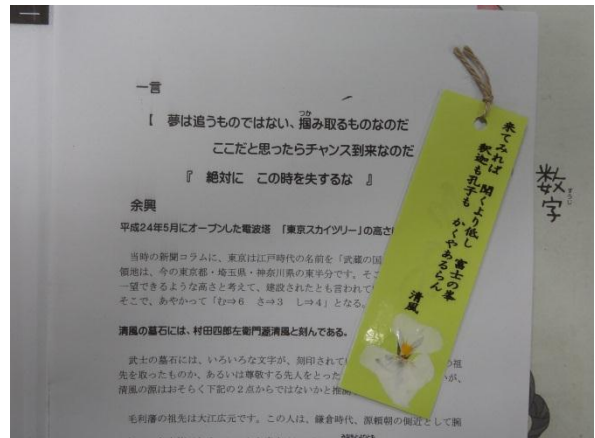 一言
【 夢は追うものではない、掴み取るものなのだ
つか
ここだと思ったらチャンス到来なのだ
『 絶対に この時を失するな 』
余興
平成24年5月にオープンした電波塔 「東京スカイツリー」の高さ
当時の新聞コラムに、東京は江戸時代の名前を「武蔵の国
領地は、今の東京都・埼玉県・神奈川県の東半分です。そこ
一望できるような高さと考えて、建設されたとも言われて
そこで、あやかって「む⇒6 さ⇒3 し⇒4」となる。
清風の墓石には、村田四郎左衛門源清風と刻んである。
武士の墓石には、いろいろな文字が、刻印されて
の祖
先を取ったものか、あるいは尊敬する先人をとった
が、
清風の源はおそらく下記の2点からではないかと推
毛利藩の祖先は大江広元です。この人は、鎌倉時代、源頼朝の側近として腕
来てみれば 聞くより低し 富士の峯
釈迦も孔子も かくやあるらん
清風
数字
すうじ